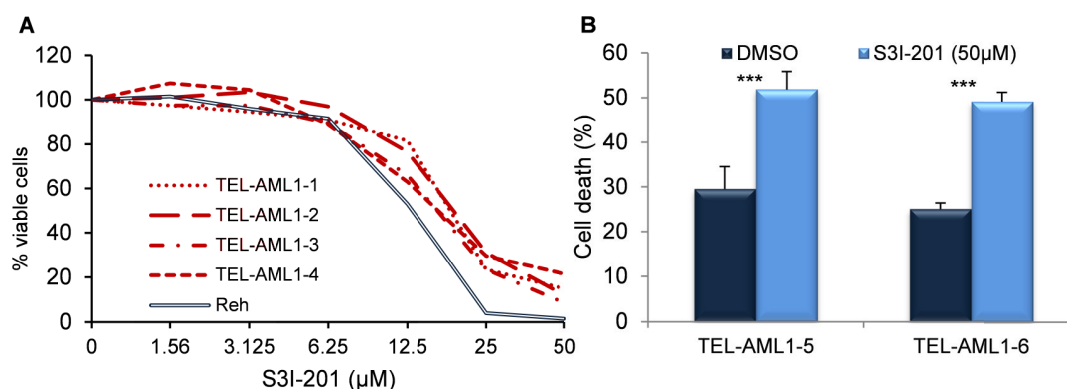 A
120
100
80
60
40
20
0
% viable cells
TEL-AML1-1
TEL-AML1-2
TEL-AML1-3
TEL-AML1-4
Reh
0 1.56 3.125 6.25 12.5 25 50
S3I-201 (µM)
B
60
50
40
30
20
10
0
Cell death (%)
DMSO S3I-201 (50µM)
*** ***
TEL-AML1-5 TEL-AML1-6